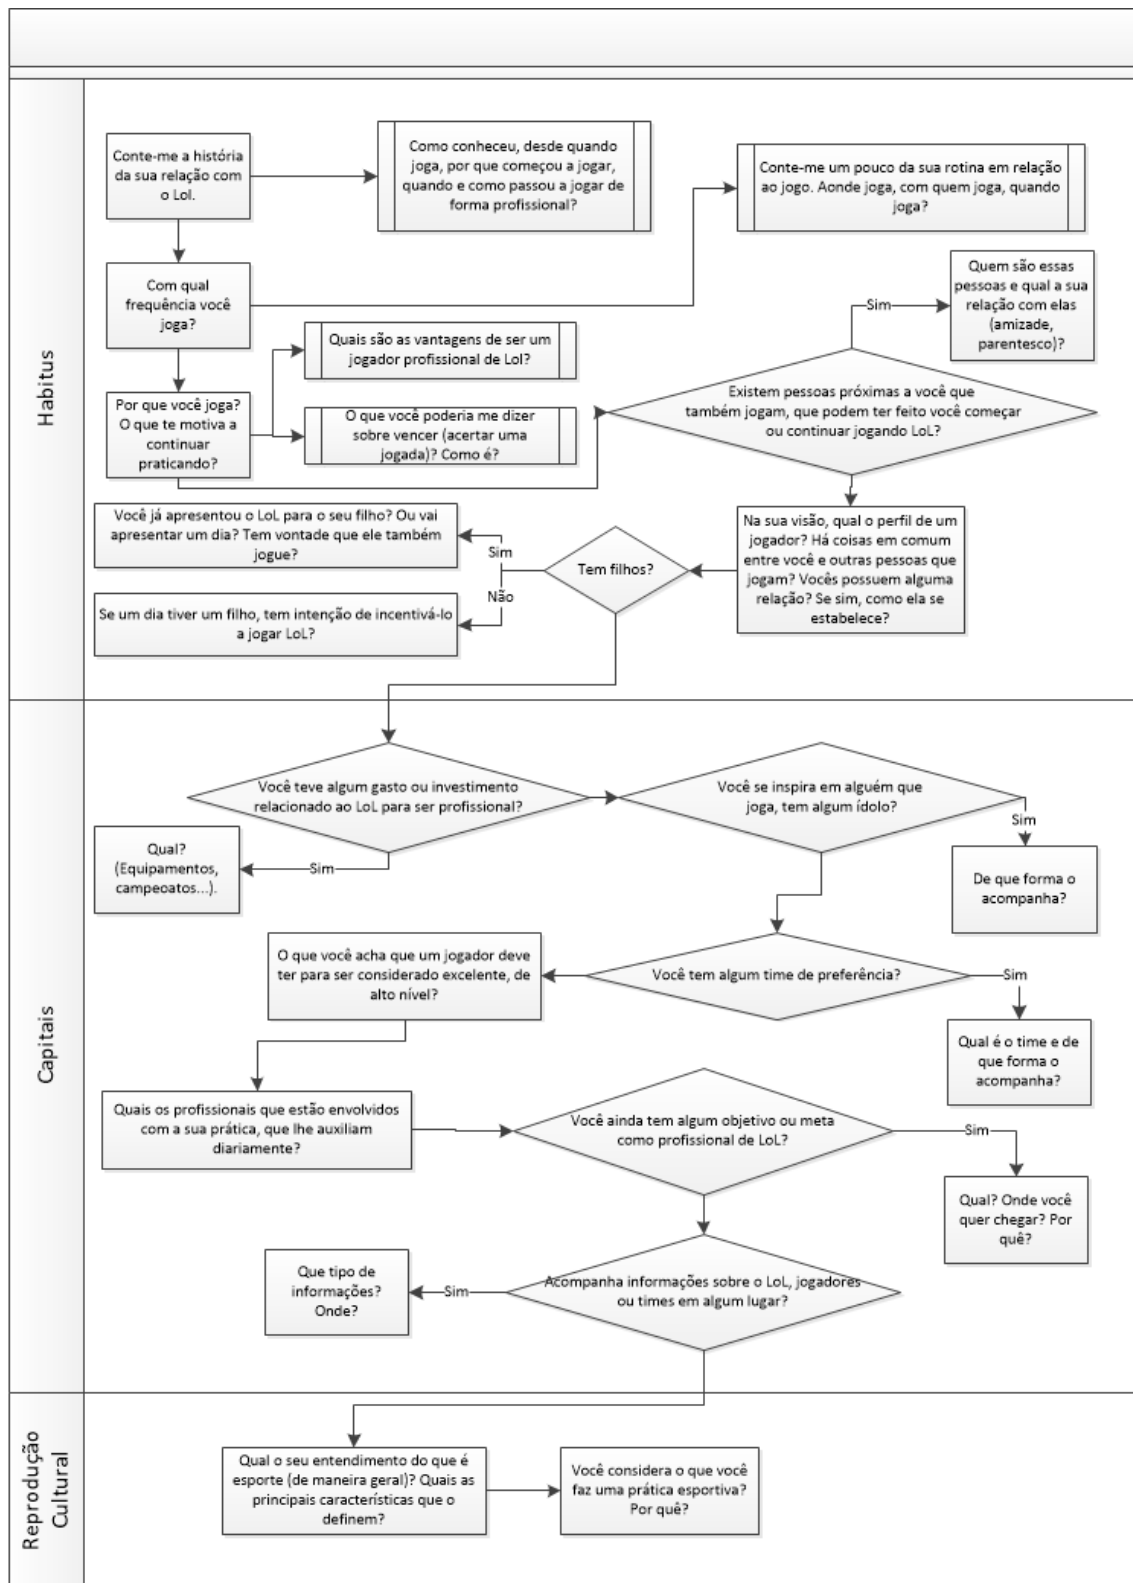 Habitus
Conte-me a história
da sua relação com
o Lol.
Como conheceu, desde quando
joga, por que começou a jogar,
quando e como passou a jogar de
forma profissional?
Conte-me um pouco da sua rotina em relação
ao jogo. Aonde joga, com quem joga, quando
joga?
Com qual
frequência você
joga?
Quem são essas
pessoas e qual a sua
relação com elas
(amizade,
parentesco)?
Sim
Quais são as vantagens de ser um
jogador profissional de Lol?
Por que você joga?
O que te motiva a
continuar
praticando?
O que você poderia me dizer
sobre vencer (acertar uma
jogada)? Como é?
Existem pessoas próximas a você que
também jogam, que podem ter feito você começar
ou continuar jogando LoL?
Você já apresentou o LoL para o seu filho? Ou vai
apresentar um dia? Tem vontade que ele também
jogue?
Sim
Tem filhos?
Na sua visão, qual o perfil de um
jogador? Há coisas em comum
entre você e outras pessoas que
jogam? Vocês possuem alguma
relação? Se sim, como ela se
estabelece?
Não
Se um dia tiver um filho, tem intenção de incentivá-lo
a jogar LoL?
Capitais
Você teve algum gasto ou investimento
relacionado ao LoL para ser profissional?
Você se inspira em alguém que
joga, tem algum ídolo?
Sim
Qual?
(Equipamentos,
campeoatos...).
Sim
De que forma o
acompanha?
O que você acha que um jogador deve
ter para ser considerado excelente, de
alto nível?
Você tem algum time de preferência?
Sim
Qual é o time e de
que forma o
acompanha?
Quais os profissionais que estão envolvidos
com a sua prática, que lhe auxiliam
diariamente?
Você ainda tem algum objetivo ou meta
como profissional de LoL?
Sim
Qual? Onde você
quer chegar? Por
quê?
Que tipo de
informações?
Onde?
Sim
Acompanha informações sobre o LoL, jogadores
ou times em algum lugar?
Reprodução
Cultural
Qual o seu entendimento do que é
esporte (de maneira geral)? Quais as
principais características que o
definem?
Você considera o que você
faz uma prática esportiva?
Por quê?